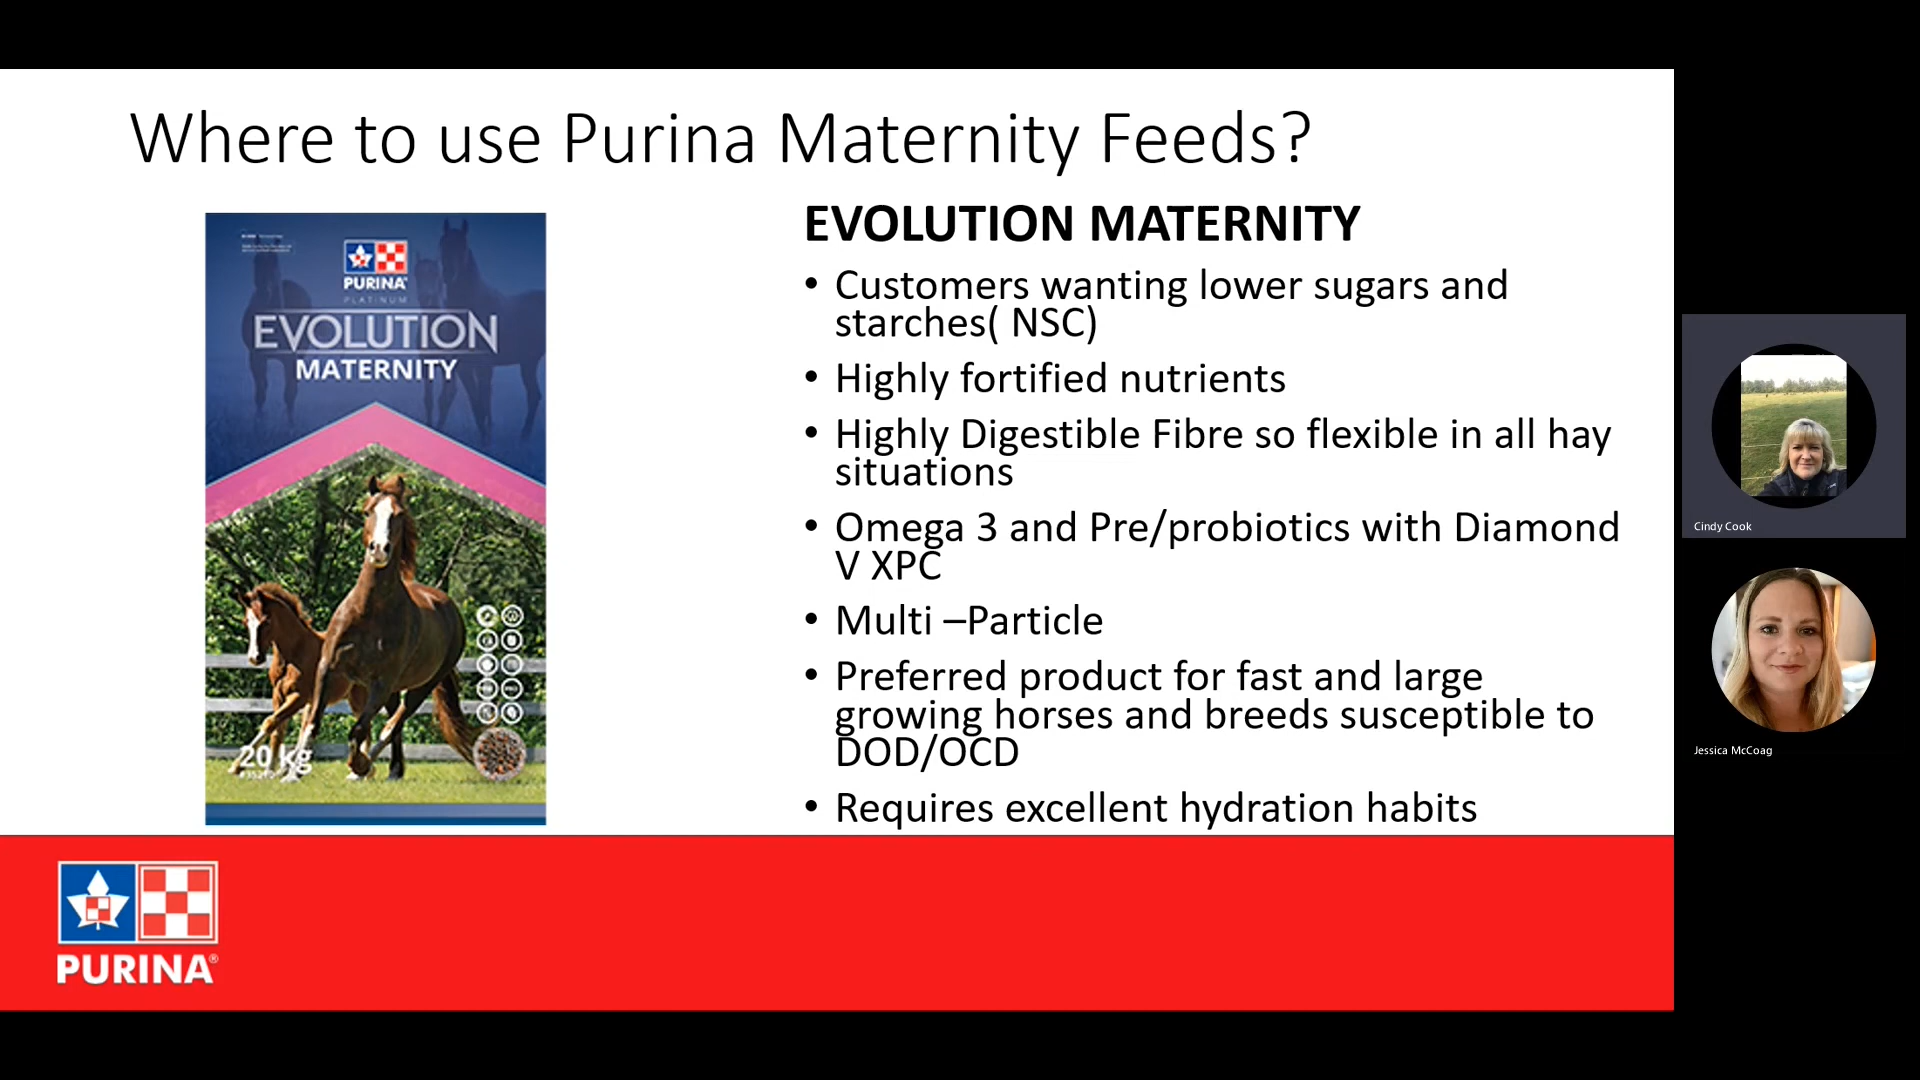 Where to use Purina Maternity Feeds?
PURINA
PLATINUM
EVOLUTION
MATERNITY
20 kg
EVOLUTION MATERNITY
• Customers wanting lower sugars and
starches( NSC)
• Highly fortified nutrients
• Highly Digestible Fibre so flexible in all hay
situations
• Omega 3 and Pre/probiotics with Diamond
V XPC
• Multi –Particle
• Preferred product for fast and large
growing horses and breeds susceptible to
DOD/OCD
• Requires excellent hydration habits
Cindy Cook
Jessica McCoag
PURINA®